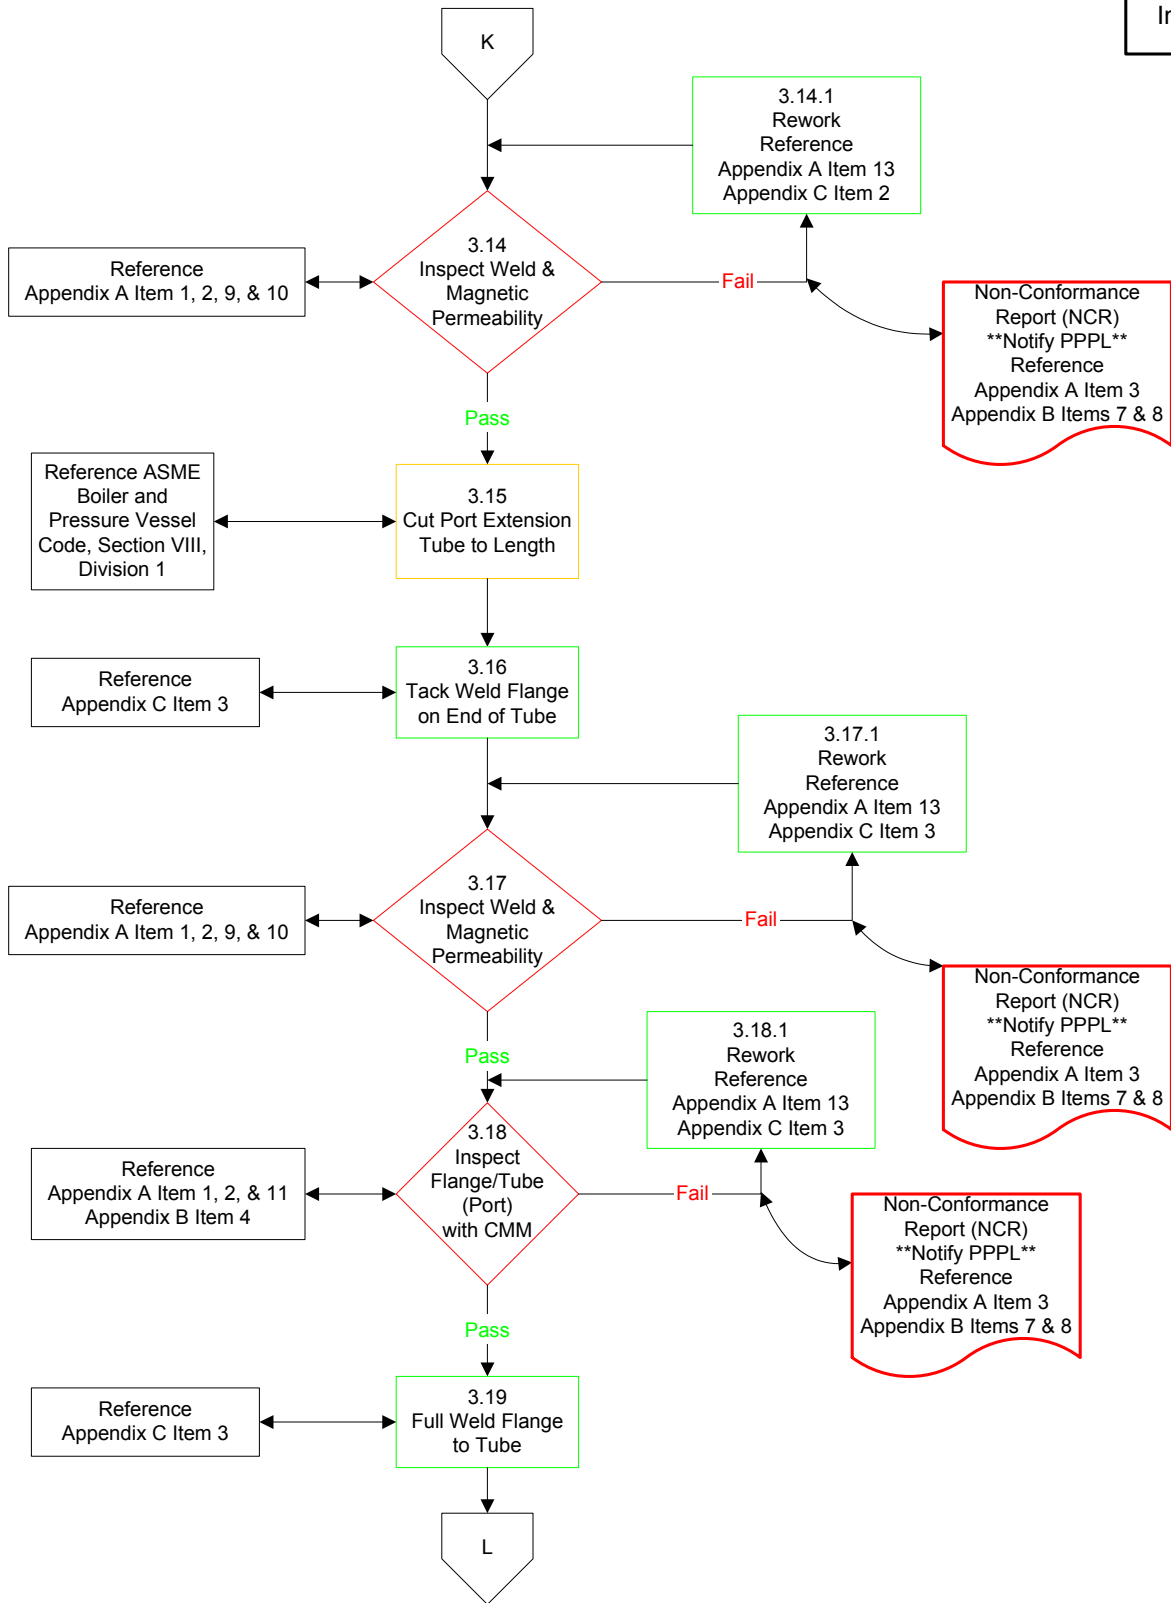 K
3.14.1
Rework
Reference
Appendix A Item 13
Appendix C Item 2
3.14
Inspect Weld &
Magnetic
Permeability
Reference
Appendix A Item 1, 2, 9, & 10
Fail
Non-Conformance
Report (NCR)
**Notify PPPL**
Reference
Appendix A Item 3
Appendix B Items 7 & 8
Pass
Reference ASME
Boiler and
Pressure Vessel
Code, Section VIII,
Division 1
3.15
Cut Port Extension
Tube to Length
Reference
Appendix C Item 3
3.16
Tack Weld Flange
on End of Tube
3.17.1
Rework
Reference
Appendix A Item 13
Appendix C Item 3
Reference
Appendix A Item 1, 2, 9, & 10
3.17
Inspect Weld &
Magnetic
Permeability
Fail
Non-Conformance
Report (NCR)
**Notify PPPL**
Reference
Appendix A Item 3
Appendix B Items 7 & 8
Pass
3.18.1
Rework
Reference
Appendix A Item 13
Appendix C Item 3
Reference
Appendix A Item 1, 2, & 11
Appendix B Item 4
3.18
Inspect
Flange/Tube
(Port)
with CMM
Fail
Non-Conformance
Report (NCR)
**Notify PPPL**
Reference
Appendix A Item 3
Appendix B Items 7 & 8
Pass
Reference
Appendix C Item 3
3.19
Full Weld Flange
to Tube
L